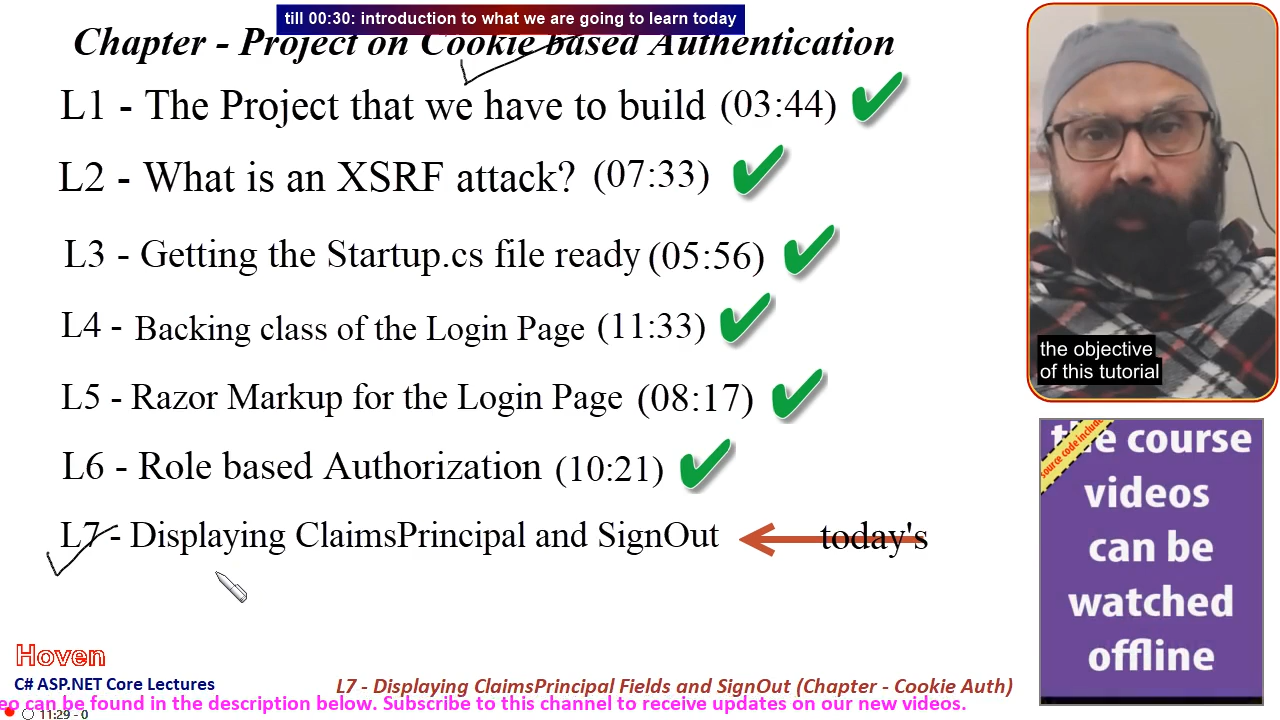 till 00:30: introduction to what we are going to learn today
Chapter - Project on Cookie based Authentication
L1 - The Project that we have to build (03:44)
L2 - What is an XSRF attack? (07:33)
L3 - Getting the Startup.cs file ready (05:56)
L4 - Backing class of the Login Page (11:33)
L5 - Razor Markup for the Login Page (08:17)
L6 - Role based Authorization (10:21)
L7 - Displaying ClaimsPrincipal and SignOut today's
the objective
of this tutorial
source code
the course
videos
can be
watched
offline
Hoven
C# ASP.NET Core Lectures
L7 - Displaying ClaimsPrincipal Fields and SignOut (Chapter - Cookie Auth)
can be found in the description below. Subscribe to this channel to receive updates on our new videos.
11:29 - 0